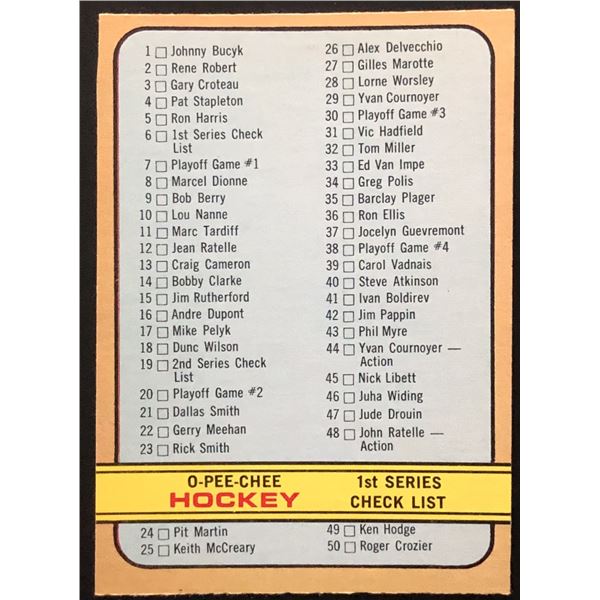 1 Johnny Bucyk
2 Rene Robert
3 Gary Croteau
4 Pat Stapleton
5 Ron Harris
6 1st Series Check
List
7 Playoff Game #1
8 Marcel Dionne
9 Bob Berry
10 Lou Nanne
11 Marc Tardiff
12 Jean Ratelle
13 Craig Cameron
14 Bobby Clarke
15 Jim Rutherford
16 Andre Dupont
17 Mike Pelyk
18 Dunc Wilson
19 2nd Series Check
List
20 Playoff Game #2
21 Dallas Smith
22 Gerry Meehan
23 Rick Smith
26 Alex Delvecchio
27 Gilles Marotte
28 Lorne Worsley
29 Yvan Cournoyer
30 Playoff Game #3
31 Vic Hadfield
32 Tom Miller
33 Ed Van Impe
34 Greg Polis
35 Barclay Plager
36 Ron Ellis
37 Jocelyn Guevremont
38 Playoff Game #4
39 Carol Vadnais
40 Steve Atkinson
41 Ivan Boldirev
42 Jim Pappin
43 Phil Myre
44 Yvan Cournoyer —
Action
45 Nick Libett
46 Juha Widing
47 Jude Drouin
48 John Ratelle —
Action
O-PEE-CHEE
HOCKEY
1st SERIES
CHECK LIST
24 Pit Martin
25 Keith McCreary
49 Ken Hodge
50 Roger Crozier